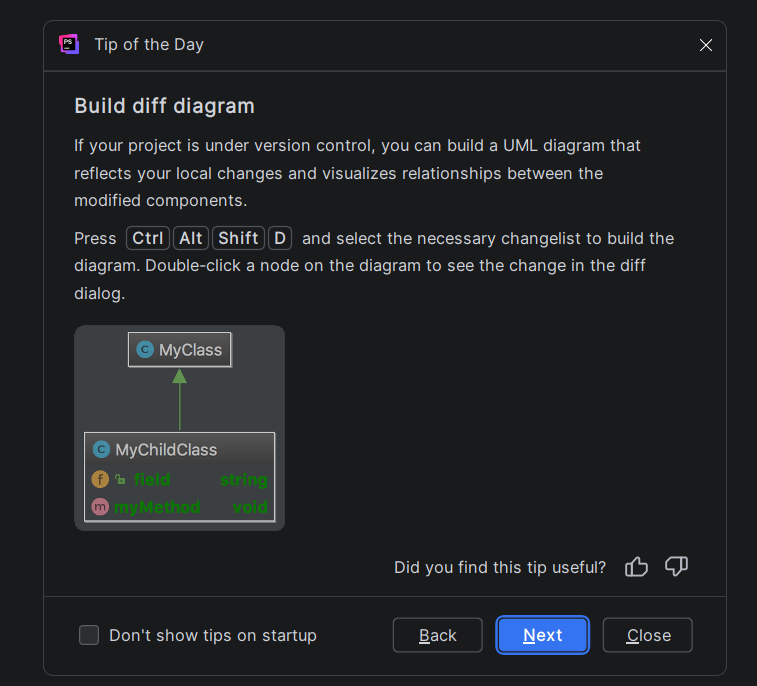 PS
Tip of the Day
Build diff diagram
If your project is under version control, you can build a UML diagram that
reflects your local changes and visualizes relationships between the
modified components.
Press Ctrl Alt Shift D and select the necessary changelist to build the
diagram. Double-click a node on the diagram to see the change in the diff
dialog.
C MyClass
C MyChildClass
f field string
m myMethod void
Did you find this tip useful?
Don't show tips on startup
Back Next Close